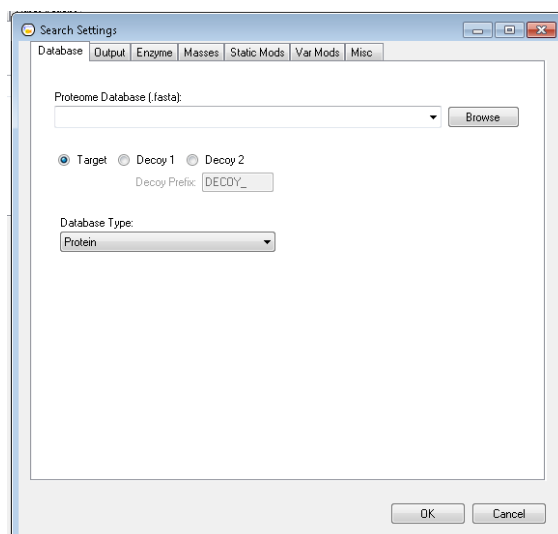 Search Settings
Database Output Enzyme Masses Static Mods Var Mods Misc
Proteome Database (.fasta):
Browse
Target Decoy 1 Decoy 2
Decoy Prefix: DECOY_
Database Type:
Protein
OK Cancel